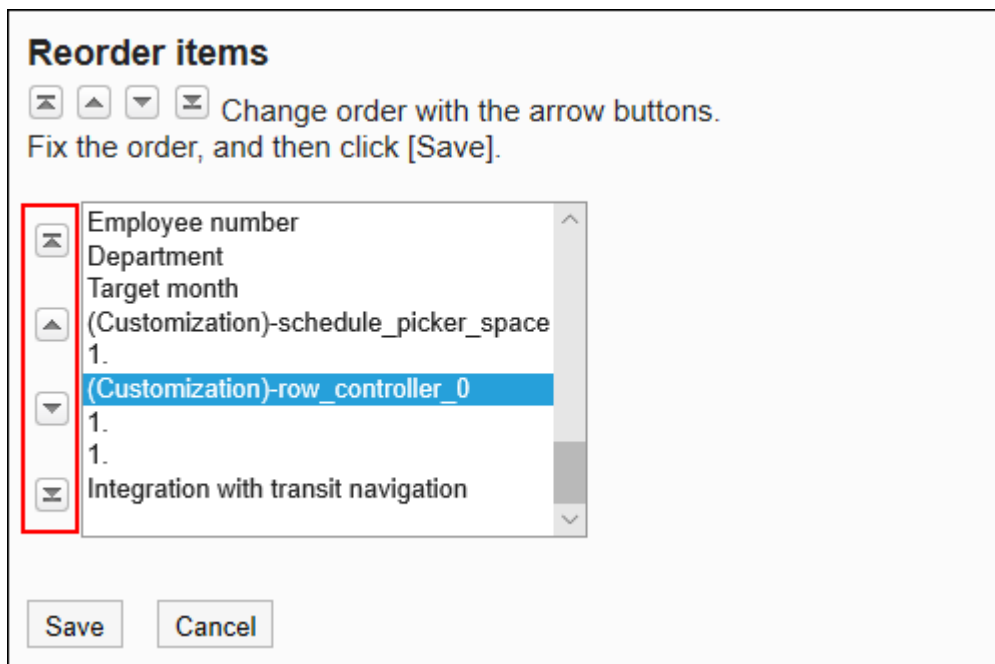 Reorder items
Change order with the arrow buttons.
Fix the order, and then click [Save].
Employee number
Department
Target month
(Customization)-schedule_picker_space
1.
(Customization)-row_controller_0
1.
1.
Integration with transit navigation
Save
Cancel